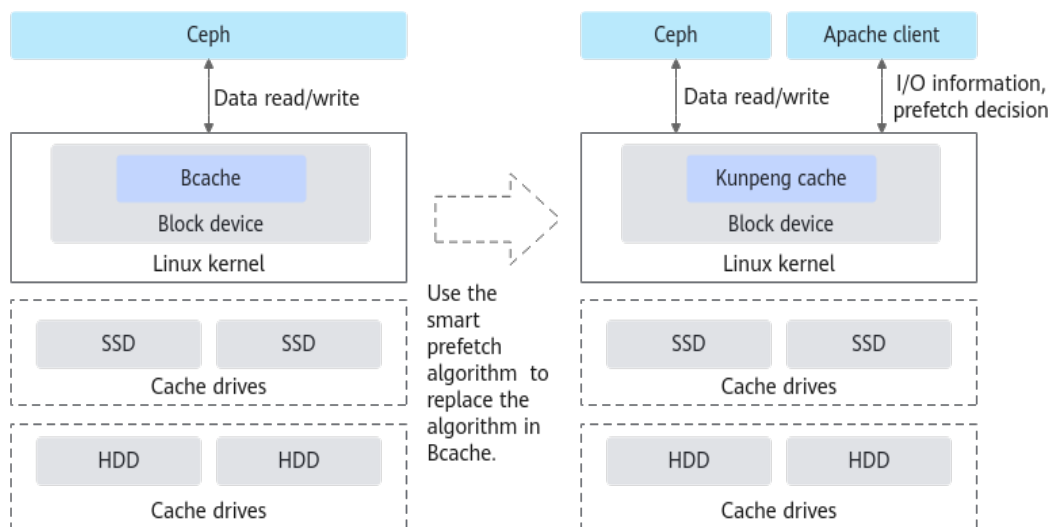 Ceph
Data read/write
Bcache
Block device
Linux kernel
SSD
SSD
Cache drives
HDD
HDD
Cache drives
Use the
smart
prefetch
algorithm to
replace the
algorithm in
Bcache.
Ceph
Apache client
Data read/write
I/O information,
prefetch decision
Kunpeng cache
Block device
Linux kernel
SSD
SSD
Cache drives
HDD
HDD
Cache drives